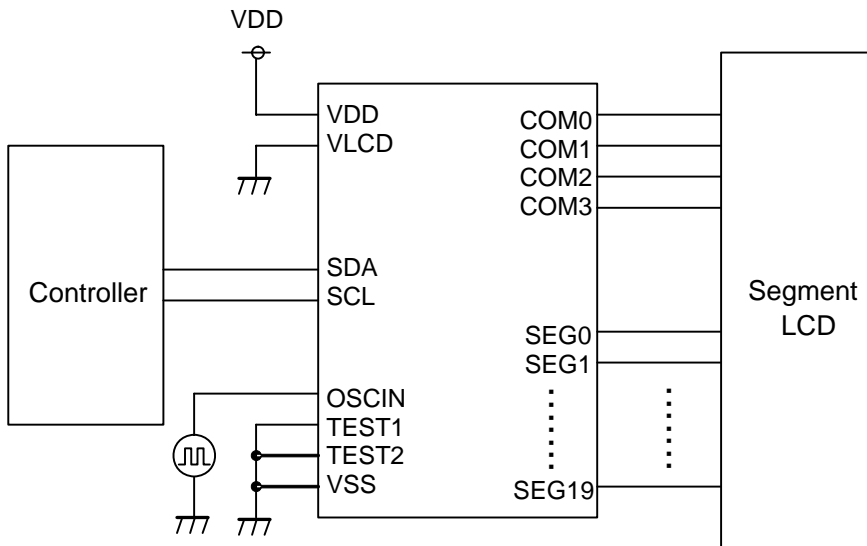 VDD
VDD
VLCD
COM0
COM1
COM2
COM3
Controller
SDA
SCL
Segment
LCD
SEG0
SEG1
OSCIN
TEST1
TEST2
VSS
SEG19